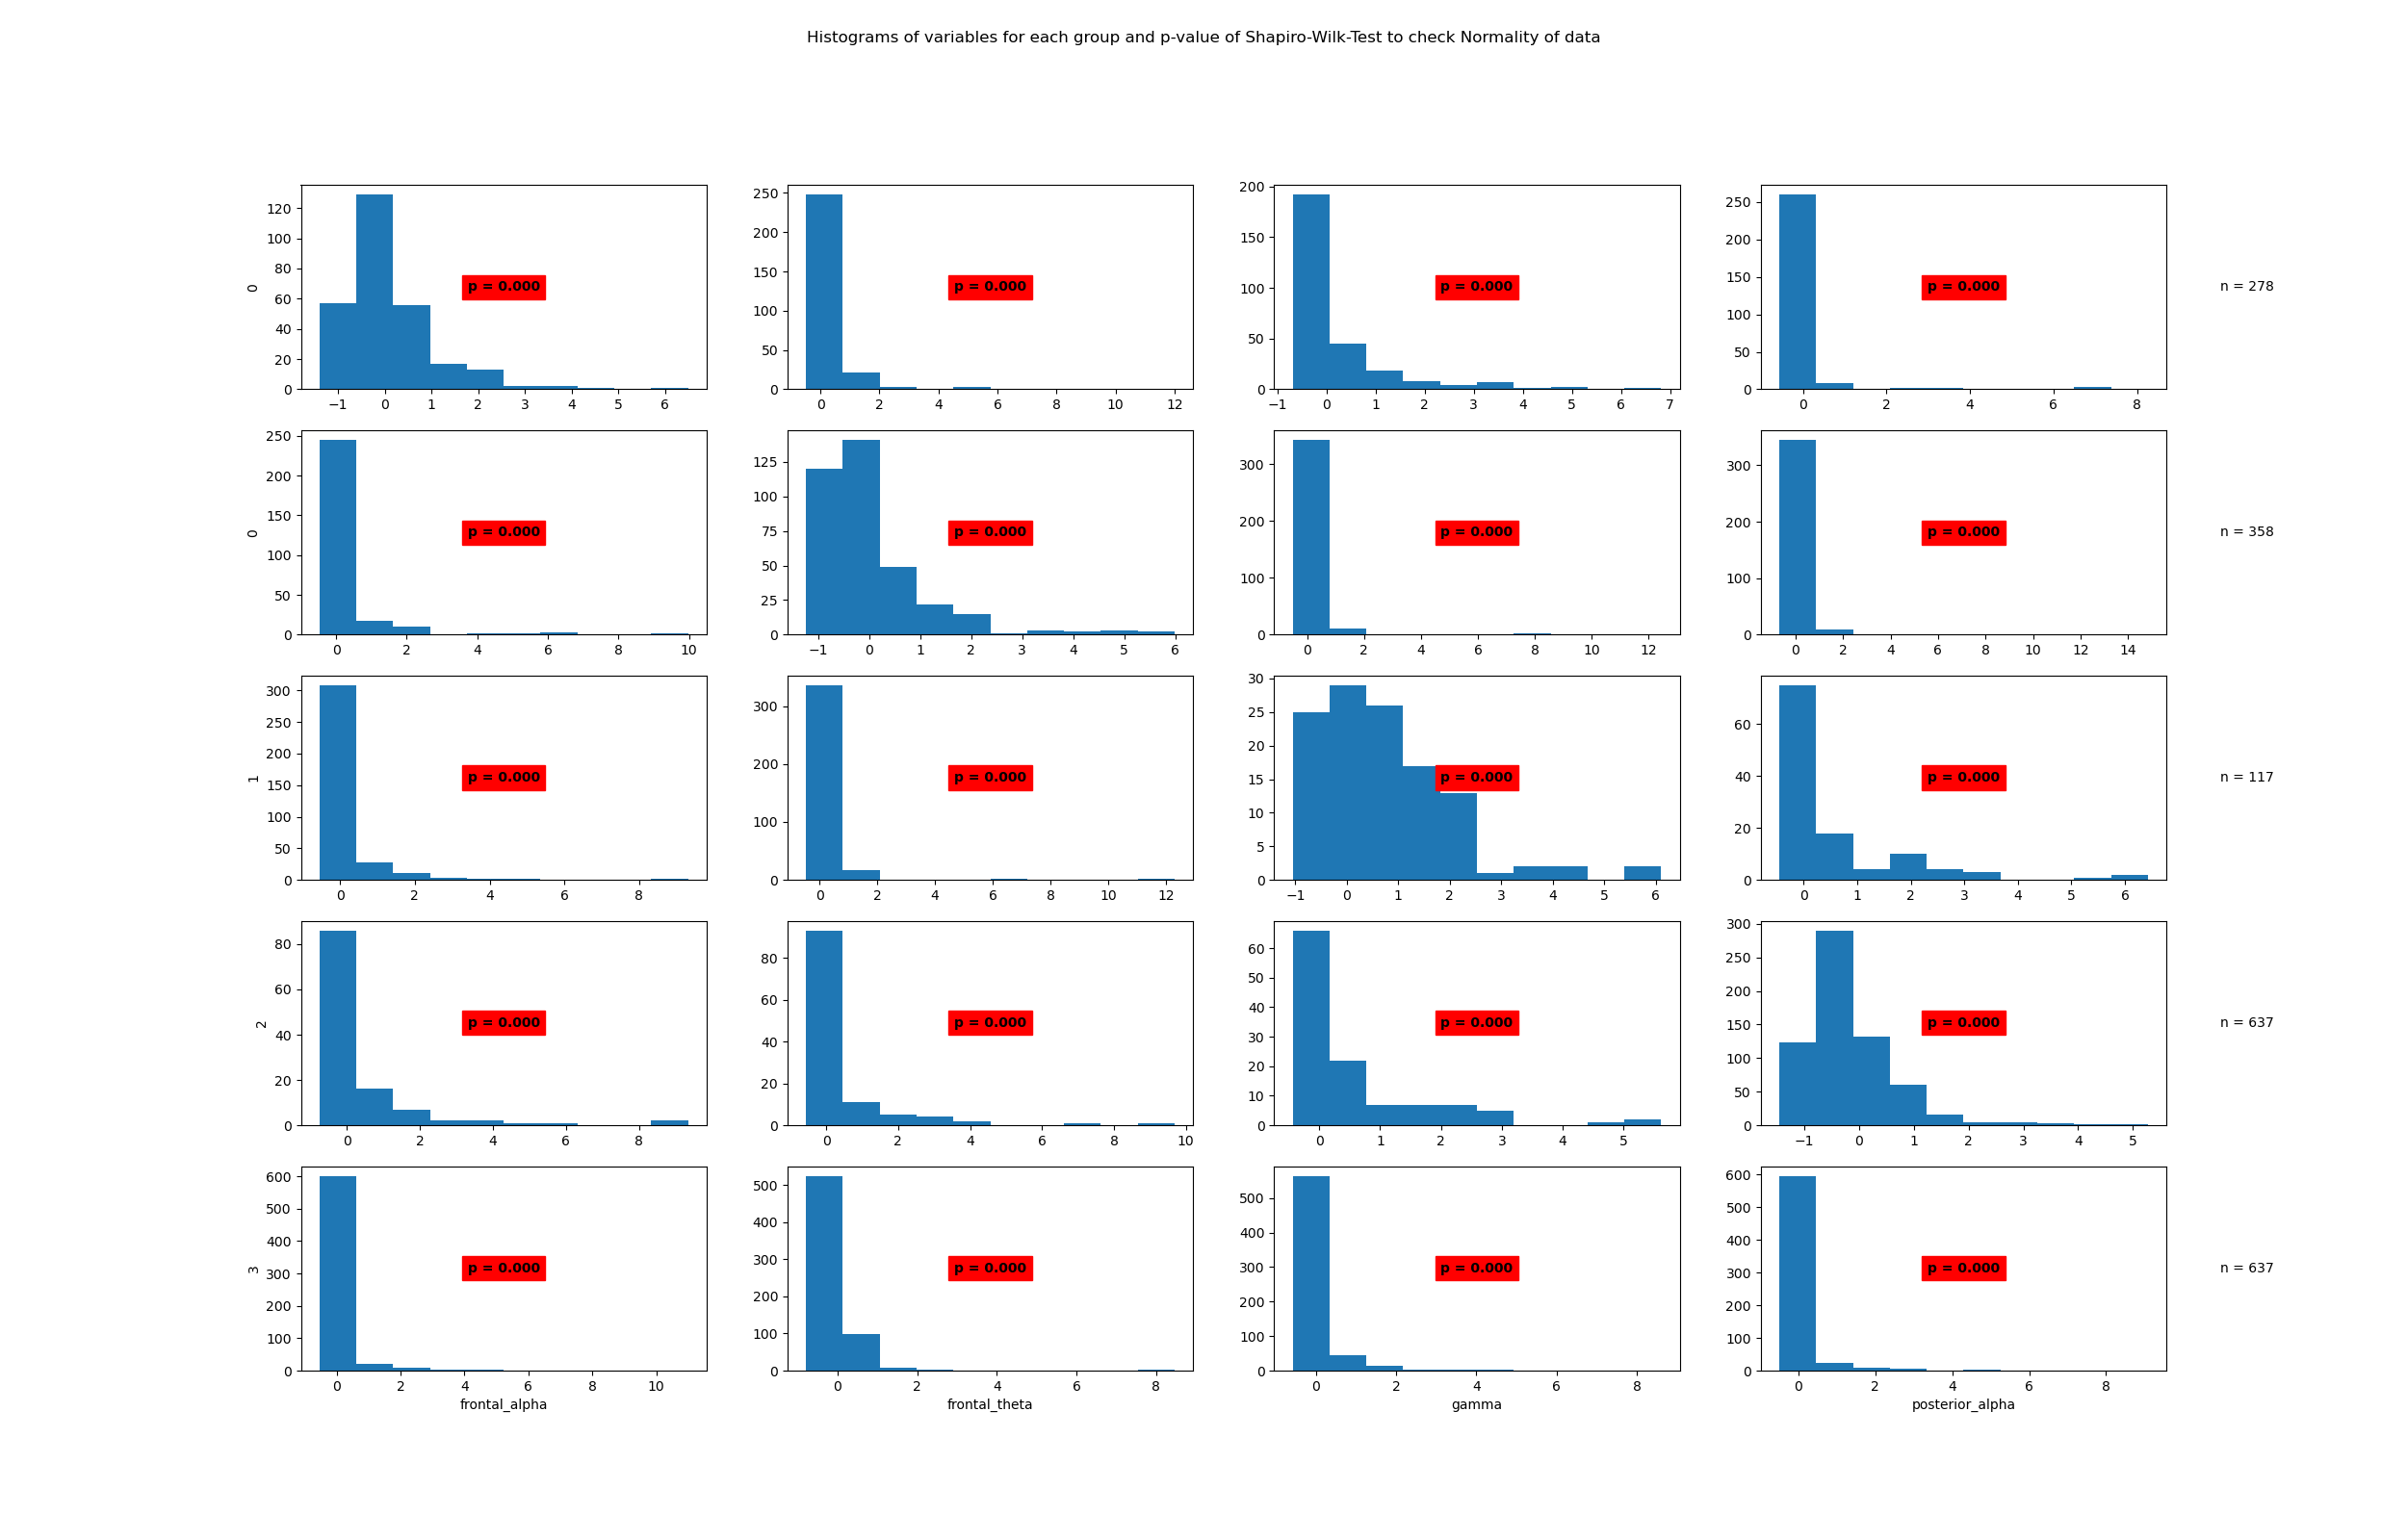 Histograms of variables for each group and p-value of Shapiro-Wilk-Test to check Normality of data
0
120
100
80
60
40
20
0
p = 0.000
−1 0 1 2 3 4 5 6
250
200
150
100
50
0
p = 0.000
0 2 4 6 8 10 12
200
150
100
50
0
p = 0.000
−1 0 1 2 3 4 5 6 7
250
200
150
100
50
0
p = 0.000
0 2 4 6 8
n = 278
0
250
200
150
100
50
0
p = 0.000
0 2 4 6 8 10
125
100
75
50
25
0
p = 0.000
−1 0 1 2 3 4 5 6
300
200
100
0
p = 0.000
0 2 4 6 8 10 12
300
200
100
0
p = 0.000
0 2 4 6 8 10 12 14
n = 358
1
300
250
200
150
100
50
0
p = 0.000
0 2 4 6 8
300
200
100
0
p = 0.000
0 2 4 6 8 10 12
30
25
20
15
10
5
0
p = 0.000
−1 0 1 2 3 4 5 6
60
40
20
0
p = 0.000
0 1 2 3 4 5 6
n = 117
2
80
60
40
20
0
p = 0.000
0 2 4 6 8
80
60
40
20
0
p = 0.000
0 2 4 6 8 10
60
50
40
30
20
10
0
p = 0.000
0 1 2 3 4 5
300
250
200
150
100
50
0
p = 0.000
−1 0 1 2 3 4 5
n = 637
3
600
500
400
300
200
100
0
p = 0.000
0 2 4 6 8 10
frontal_alpha
500
400
300
200
100
0
p = 0.000
0 2 4 6 8
frontal_theta
500
400
300
200
100
0
p = 0.000
0 2 4 6 8
gamma
600
500
400
300
200
100
0
p = 0.000
0 2 4 6 8
posterior_alpha
n = 637